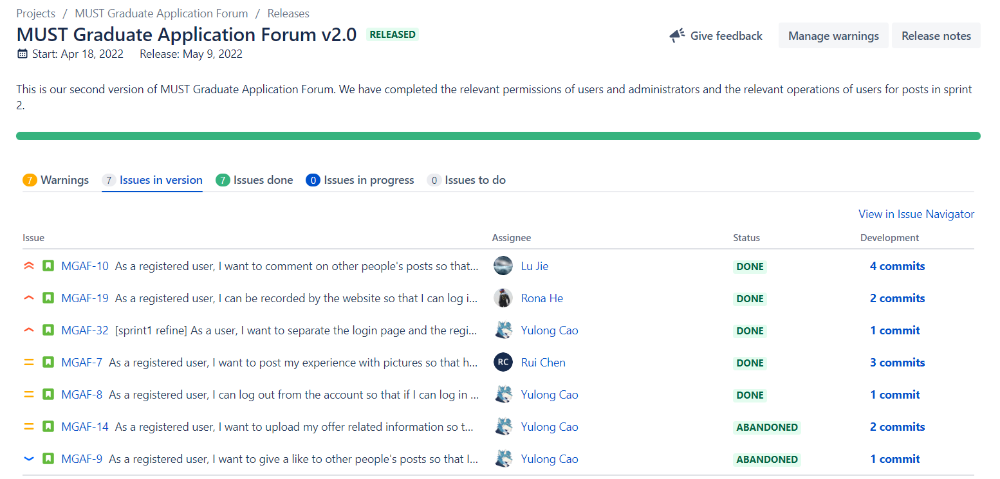 Projects / MUST Graduate Application Forum / Releases
MUST Graduate Application Forum v2.0 RELEASED
Give feedback Manage warnings Release notes
Start: Apr 18, 2022 Release: May 9, 2022
This is our second version of MUST Graduate Application Forum. We have completed the relevant permissions of users and administrators and the relevant operations of users for posts in sprint
2.
7 Warnings 7 Issues in version 7 Issues done 0 Issues in progress 0 Issues to do
View in Issue Navigator
Issue Assignee Status Development
MGAF-10 As a registered user, I want to comment on other people's posts so that... Lu Jie DONE 4 commits
MGAF-19 As a registered user, I can be recorded by the website so that I can log i... Rona He DONE 2 commits
MGAF-32 [sprint1 refine] As a user, I want to separate the login page and the regi... Yulong Cao DONE 1 commit
MGAF-7 As a registered user, I want to post my experience with pictures so that h... RC Rui Chen DONE 3 commits
MGAF-8 As a registered user, I can log out from the account so that if I can log in ... Yulong Cao DONE 1 commit
MGAF-14 As a registered user, I want to upload my offer related information so t... Yulong Cao ABANDONED 2 commits
MGAF-9 As a registered user, I want to give a like to other people's posts so that I... Yulong Cao ABANDONED 1 commit